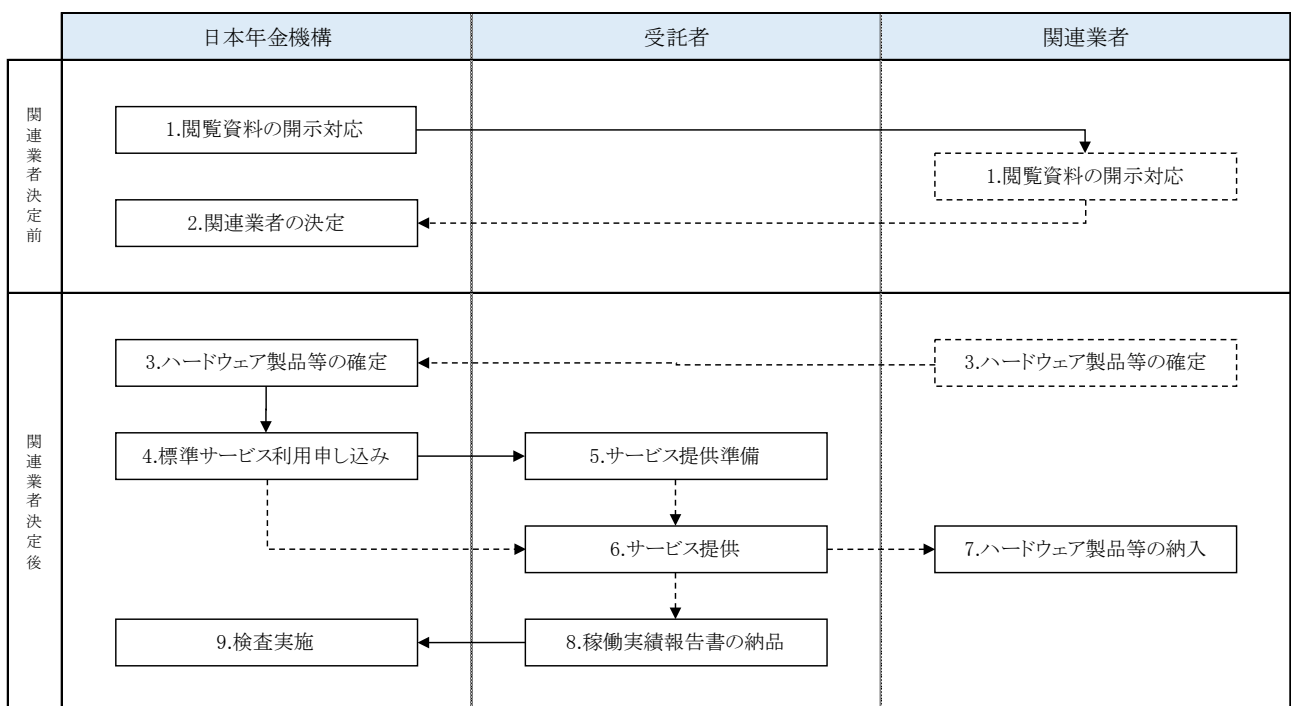 日本年金機構
受託者
関連業者
関連業者決定前
1.閲覧資料の開示対応
1.閲覧資料の開示対応
2.関連業者の決定
関連業者決定後
3.ハードウェア製品等の確定
3.ハードウェア製品等の確定
4.標準サービス利用申し込み
5.サービス提供準備
6.サービス提供
7.ハードウェア製品等の納入
9.検査実施
8.稼働実績報告書の納品